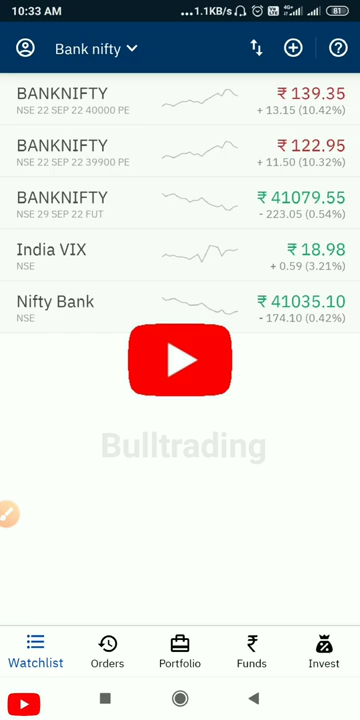 10:33 AM
...1.1KB/s
4G+
81
Bank nifty
BANKNIFTY
₹ 139.35
NSE 22 SEP 22 40000 PE
+ 13.15 (10.42%)
BANKNIFTY
₹ 122.95
NSE 22 SEP 22 39900 PE
+ 11.50 (10.32%)
BANKNIFTY
₹ 41079.55
NSE 29 SEP 22 FUT
- 223.05 (0.54%)
India VIX
₹ 18.98
NSE
+ 0.59 (3.21%)
Nifty Bank
₹ 41035.10
NSE
- 174.10 (0.42%)
Bulltrading
Watchlist
Orders
Portfolio
Funds
Invest